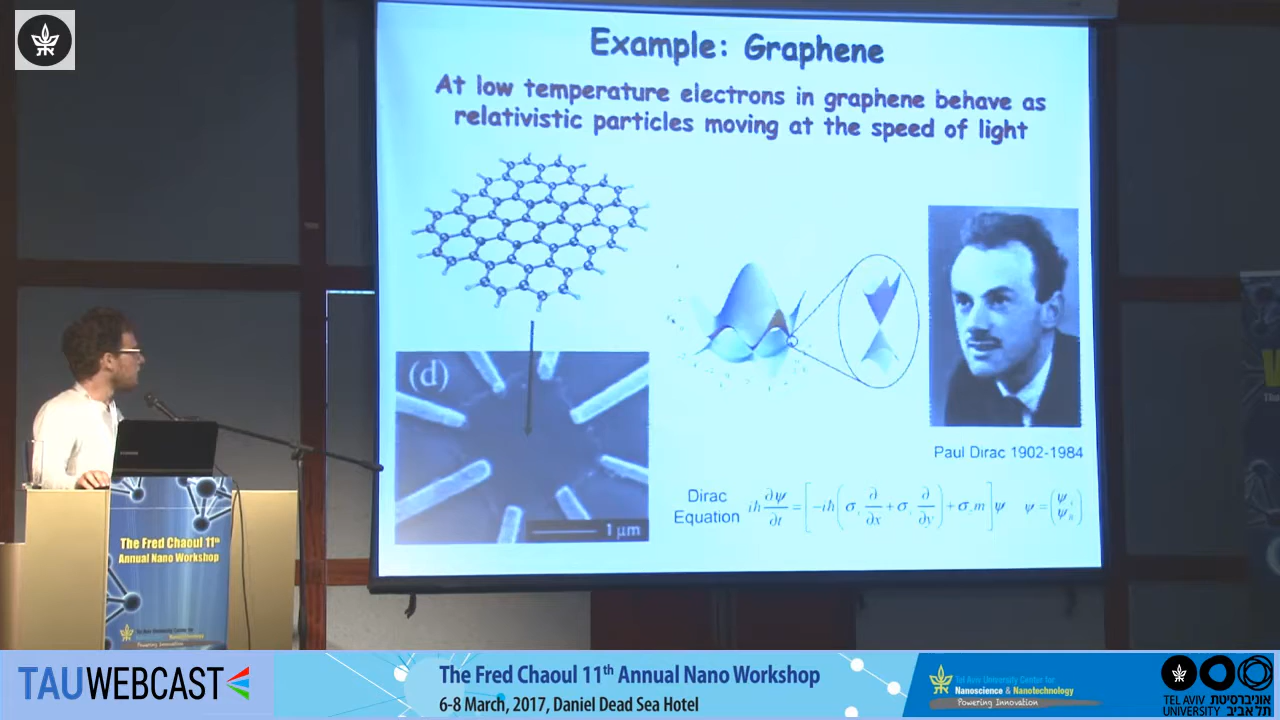 Example: Graphene
At low temperature electrons in graphene behave as
relativistic particles moving at the speed of light
(d)
1 μm
Paul Dirac 1902-1984
Dirac
Equation
The Fred Chaoul 11th
Annual Nano Workshop
Powering Innovation
TAUWEBCAST
The Fred Chaoul 11th Annual Nano Workshop
6-8 March, 2017, Daniel Dead Sea Hotel
Tel Aviv University Center for
Nanoscience & Nanotechnology
Powering Innovation
TEL AVIV אוניברסיטת
UNIVERSITY תל אביב